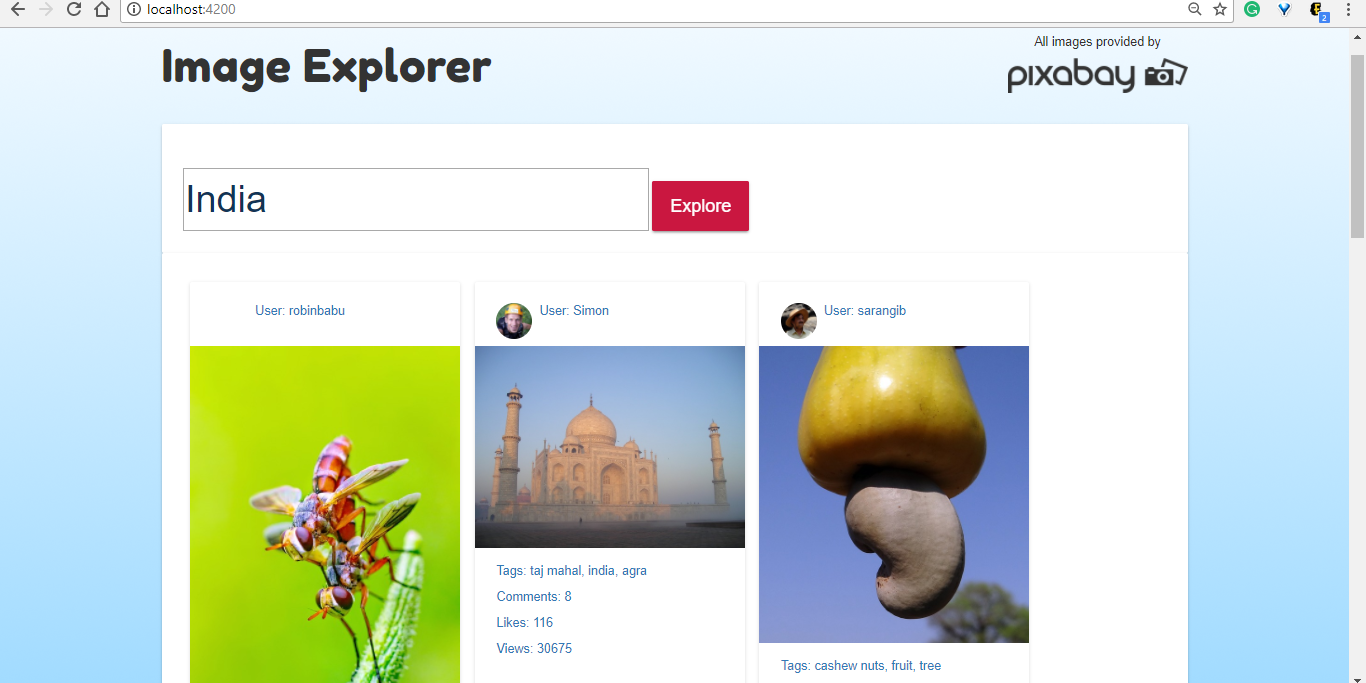 localhost:4200
2
Image Explorer
All images provided by
pixabay
India
Explore
User: robinbabu
User: Simon
Tags: taj mahal, india, agra
Comments: 8
Likes: 116
Views: 30675
User: sarangib
Tags: cashew nuts, fruit, tree